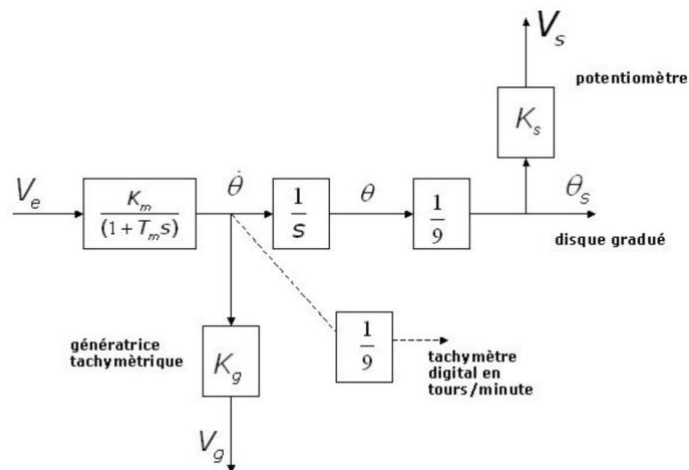 V_s
potentiomètre
K_s
V_e
K_m
(1+T_m s)
θ̇
1
s
θ
1
9
θ_s
disque gradué
génératrice
tachymètrique
K_g
1
9
tachymètre
digital en
tours/minute
V_g